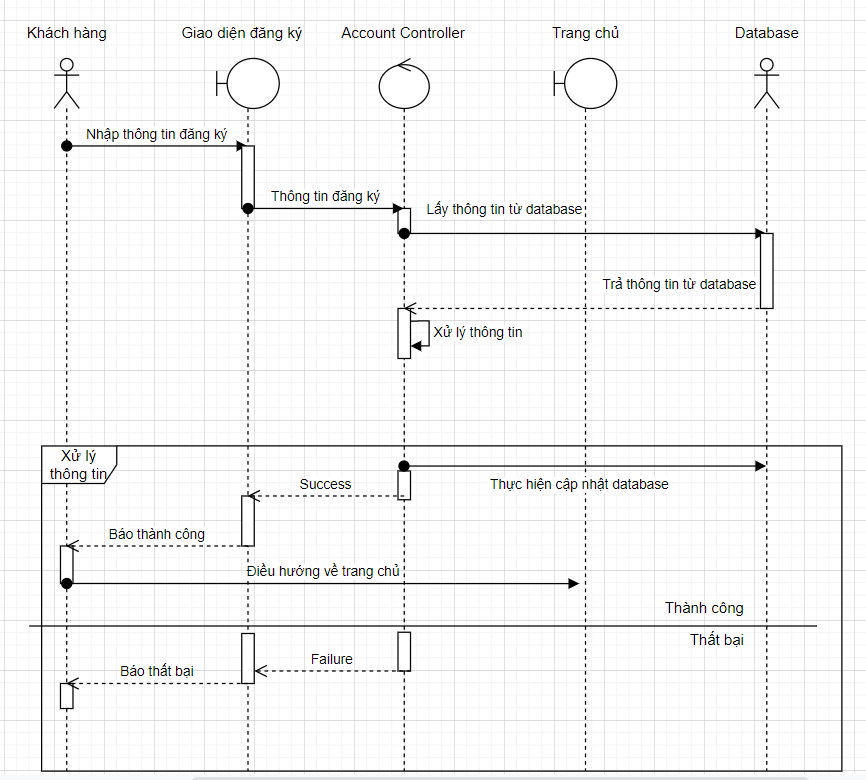 Khách hàng
Giao diện đăng ký
Account Controller
Trang chủ
Database
Nhập thông tin đăng ký
Thông tin đăng ký
Lấy thông tin từ database
Trả thông tin từ database
Xử lý thông tin
Xử lý
thông tin
Success
Thực hiện cập nhật database
Báo thành công
Điều hướng về trang chủ
Thành công
Thất bại
Failure
Báo thất bại